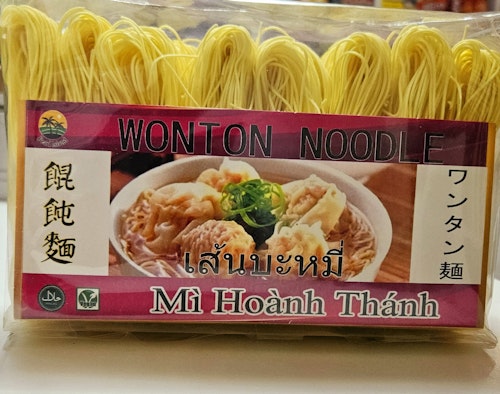 WONTON NOODLE
餛飩麵
ワンタン麺
เส้นบะหมี่
Mì Hoành Thánh
حلال